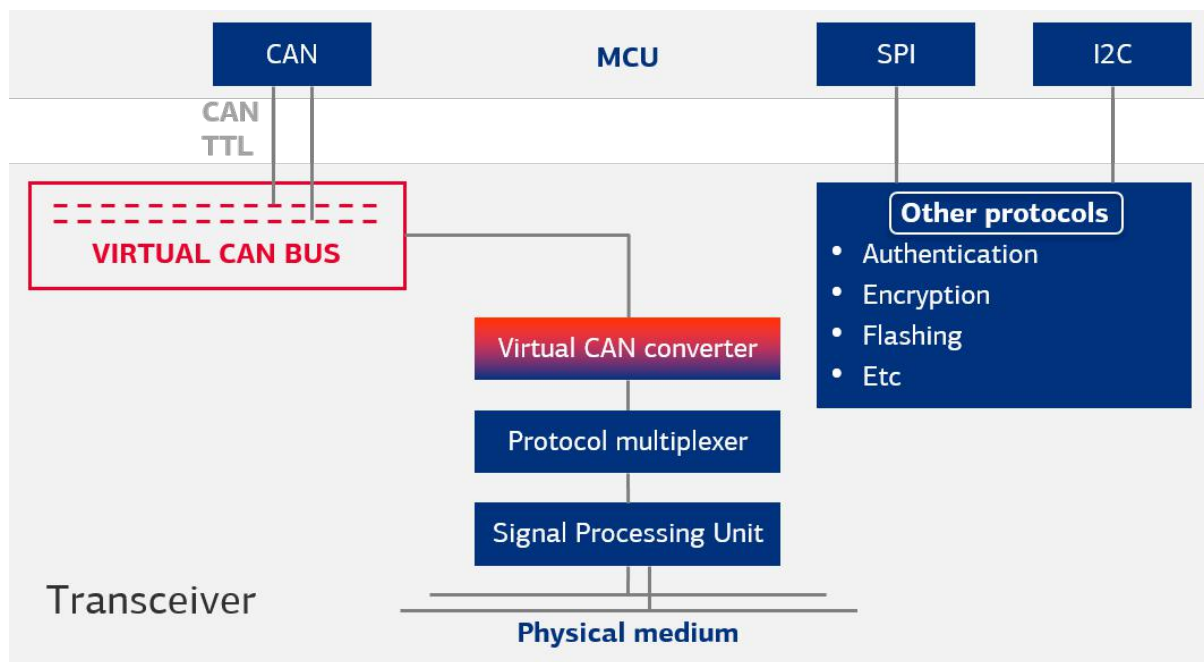 CAN
MCU
SPI
I2C
CAN
TTL
VIRTUAL CAN BUS
Other protocols
• Authentication
• Encryption
• Flashing
• Etc
Virtual CAN converter
Protocol multiplexer
Signal Processing Unit
Transceiver
Physical medium